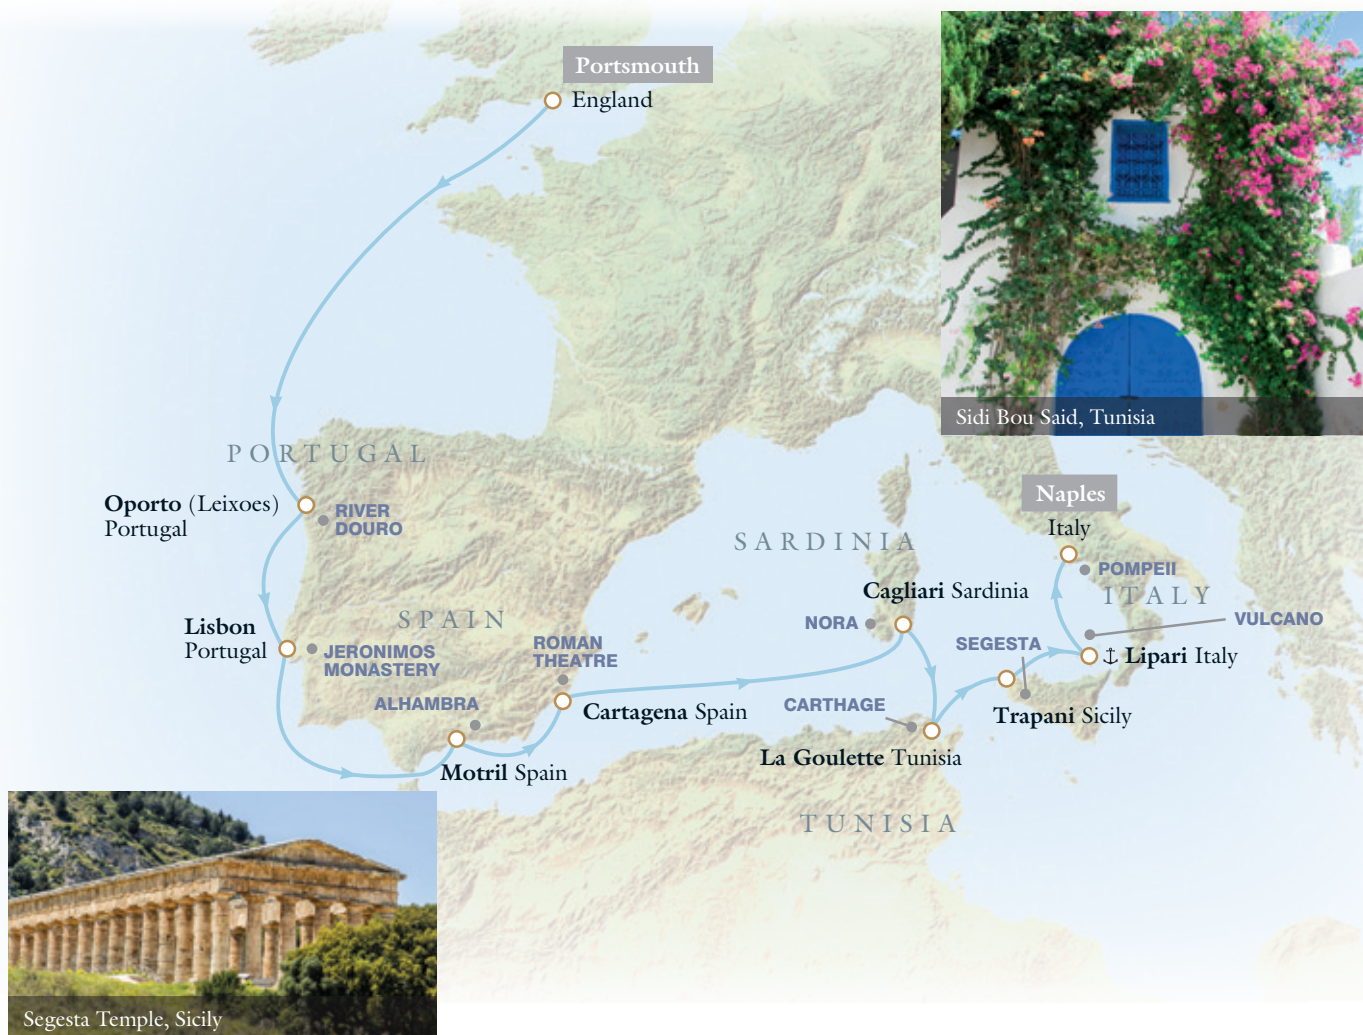 Portsmouth
England
Sidi Bou Said, Tunisia
PORTUGAL
Oporto (Leixoes)
Portugal
RIVER
DOURO
Naples
Italy
SARDINIA
POMPEII
ITALY
Cagliari Sardinia
NORA
VULCANO
SPAIN
Lisbon
Portugal
JERONIMOS
MONASTERY
ROMAN
THEATRE
SEGESTA
Lipari Italy
ALHAMBRA
Cartagena Spain
CARTHAGE
Trapani Sicily
Motril Spain
La Goulette Tunisia
TUNISIA
Segesta Temple, Sicily